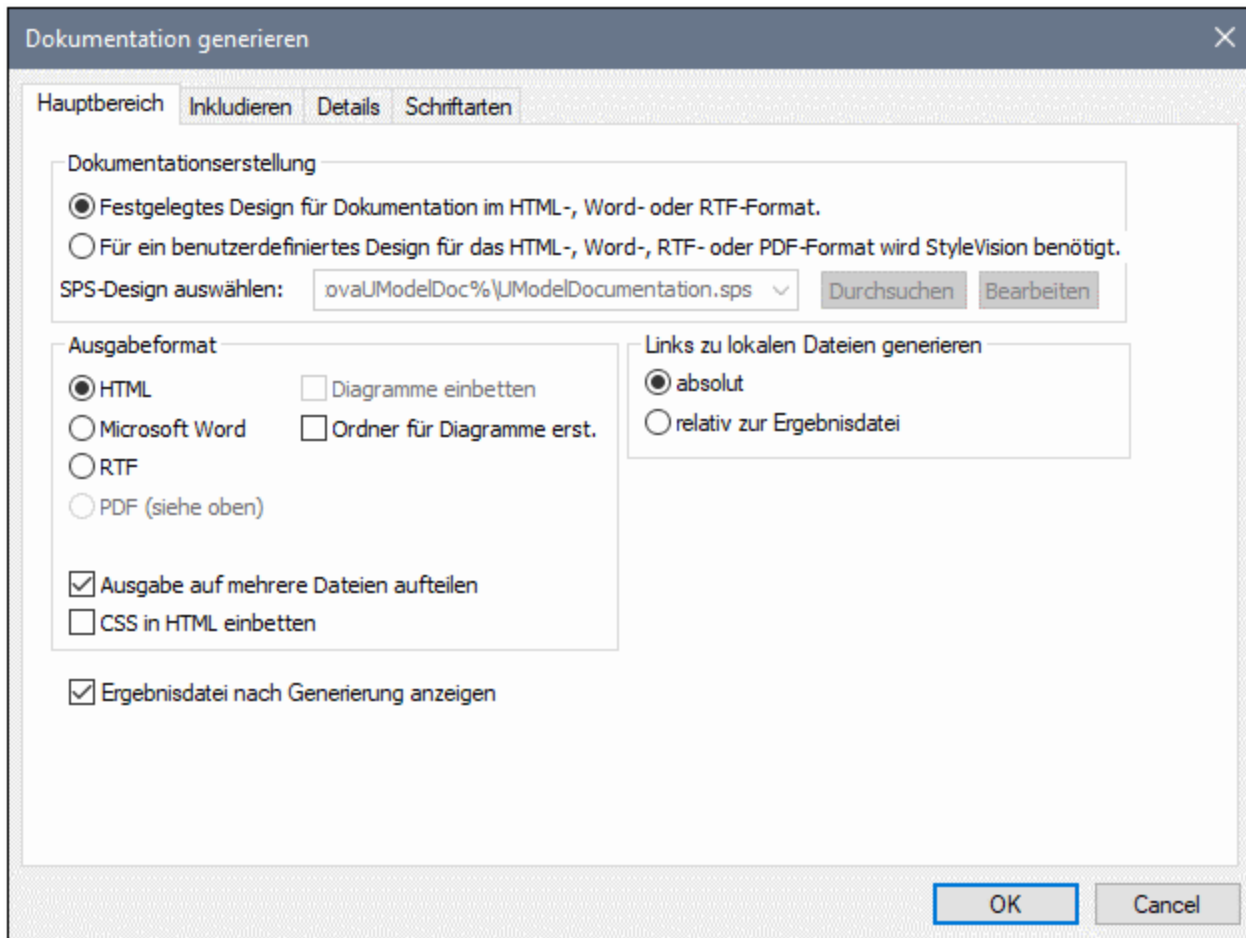 Dokumentation generieren
Hauptbereich Inkludieren Details Schriftarten
Dokumentationserstellung
Festgelegtes Design für Dokumentation im HTML-, Word- oder RTF-Format.
Für ein benutzerdefiniertes Design für das HTML-, Word-, RTF- oder PDF-Format wird StyleVision benötigt.
SPS-Design auswählen: ovaUModelDoc%\UModelDocumentation.sps Durchsuchen Bearbeiten
Ausgabeformat
HTML Diagramme einbetten
Microsoft Word Ordner für Diagramme erst.
RTF
PDF (siehe oben)
Ausgabe auf mehrere Dateien aufteilen
CSS in HTML einbetten
Links zu lokalen Dateien generieren
absolut
relativ zur Ergebnisdatei
Ergebnisdatei nach Generierung anzeigen
OK Cancel